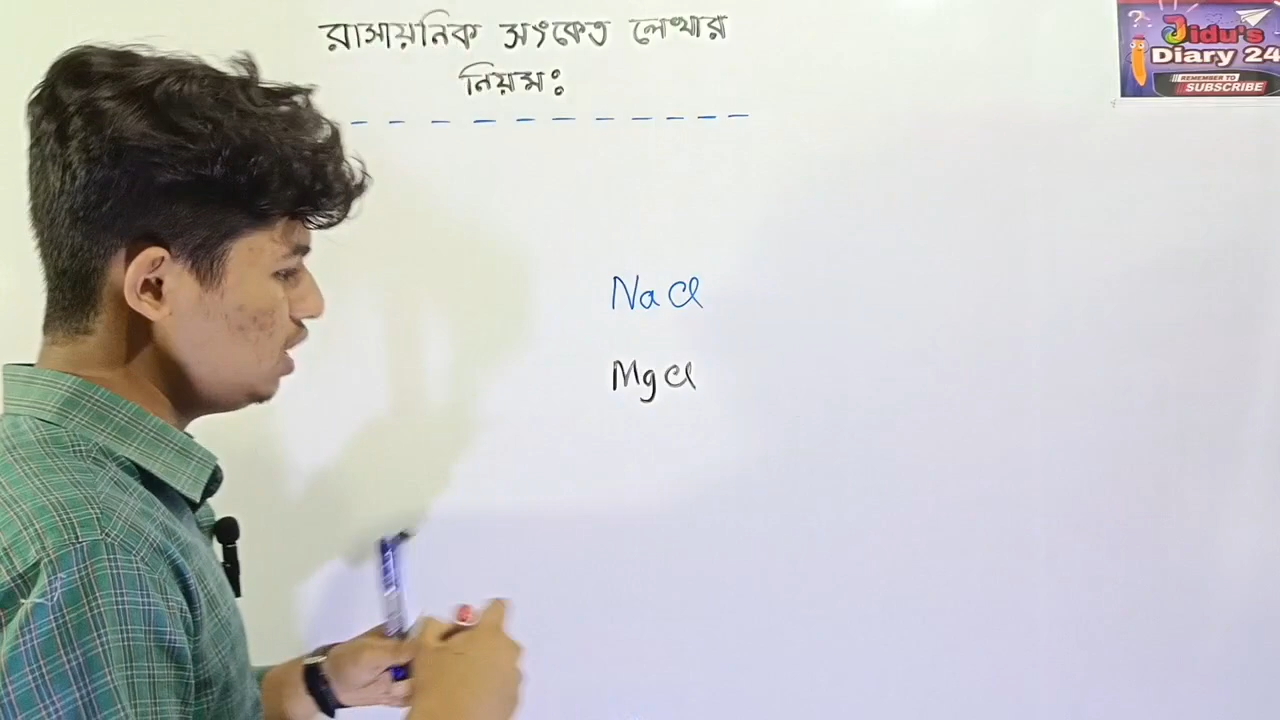 রাসায়নিক সংকেত লেখার
নিয়মঃ
Jidu's
Diary 24
REMEMBER TO
SUBSCRIBE
NaCl
MgCl